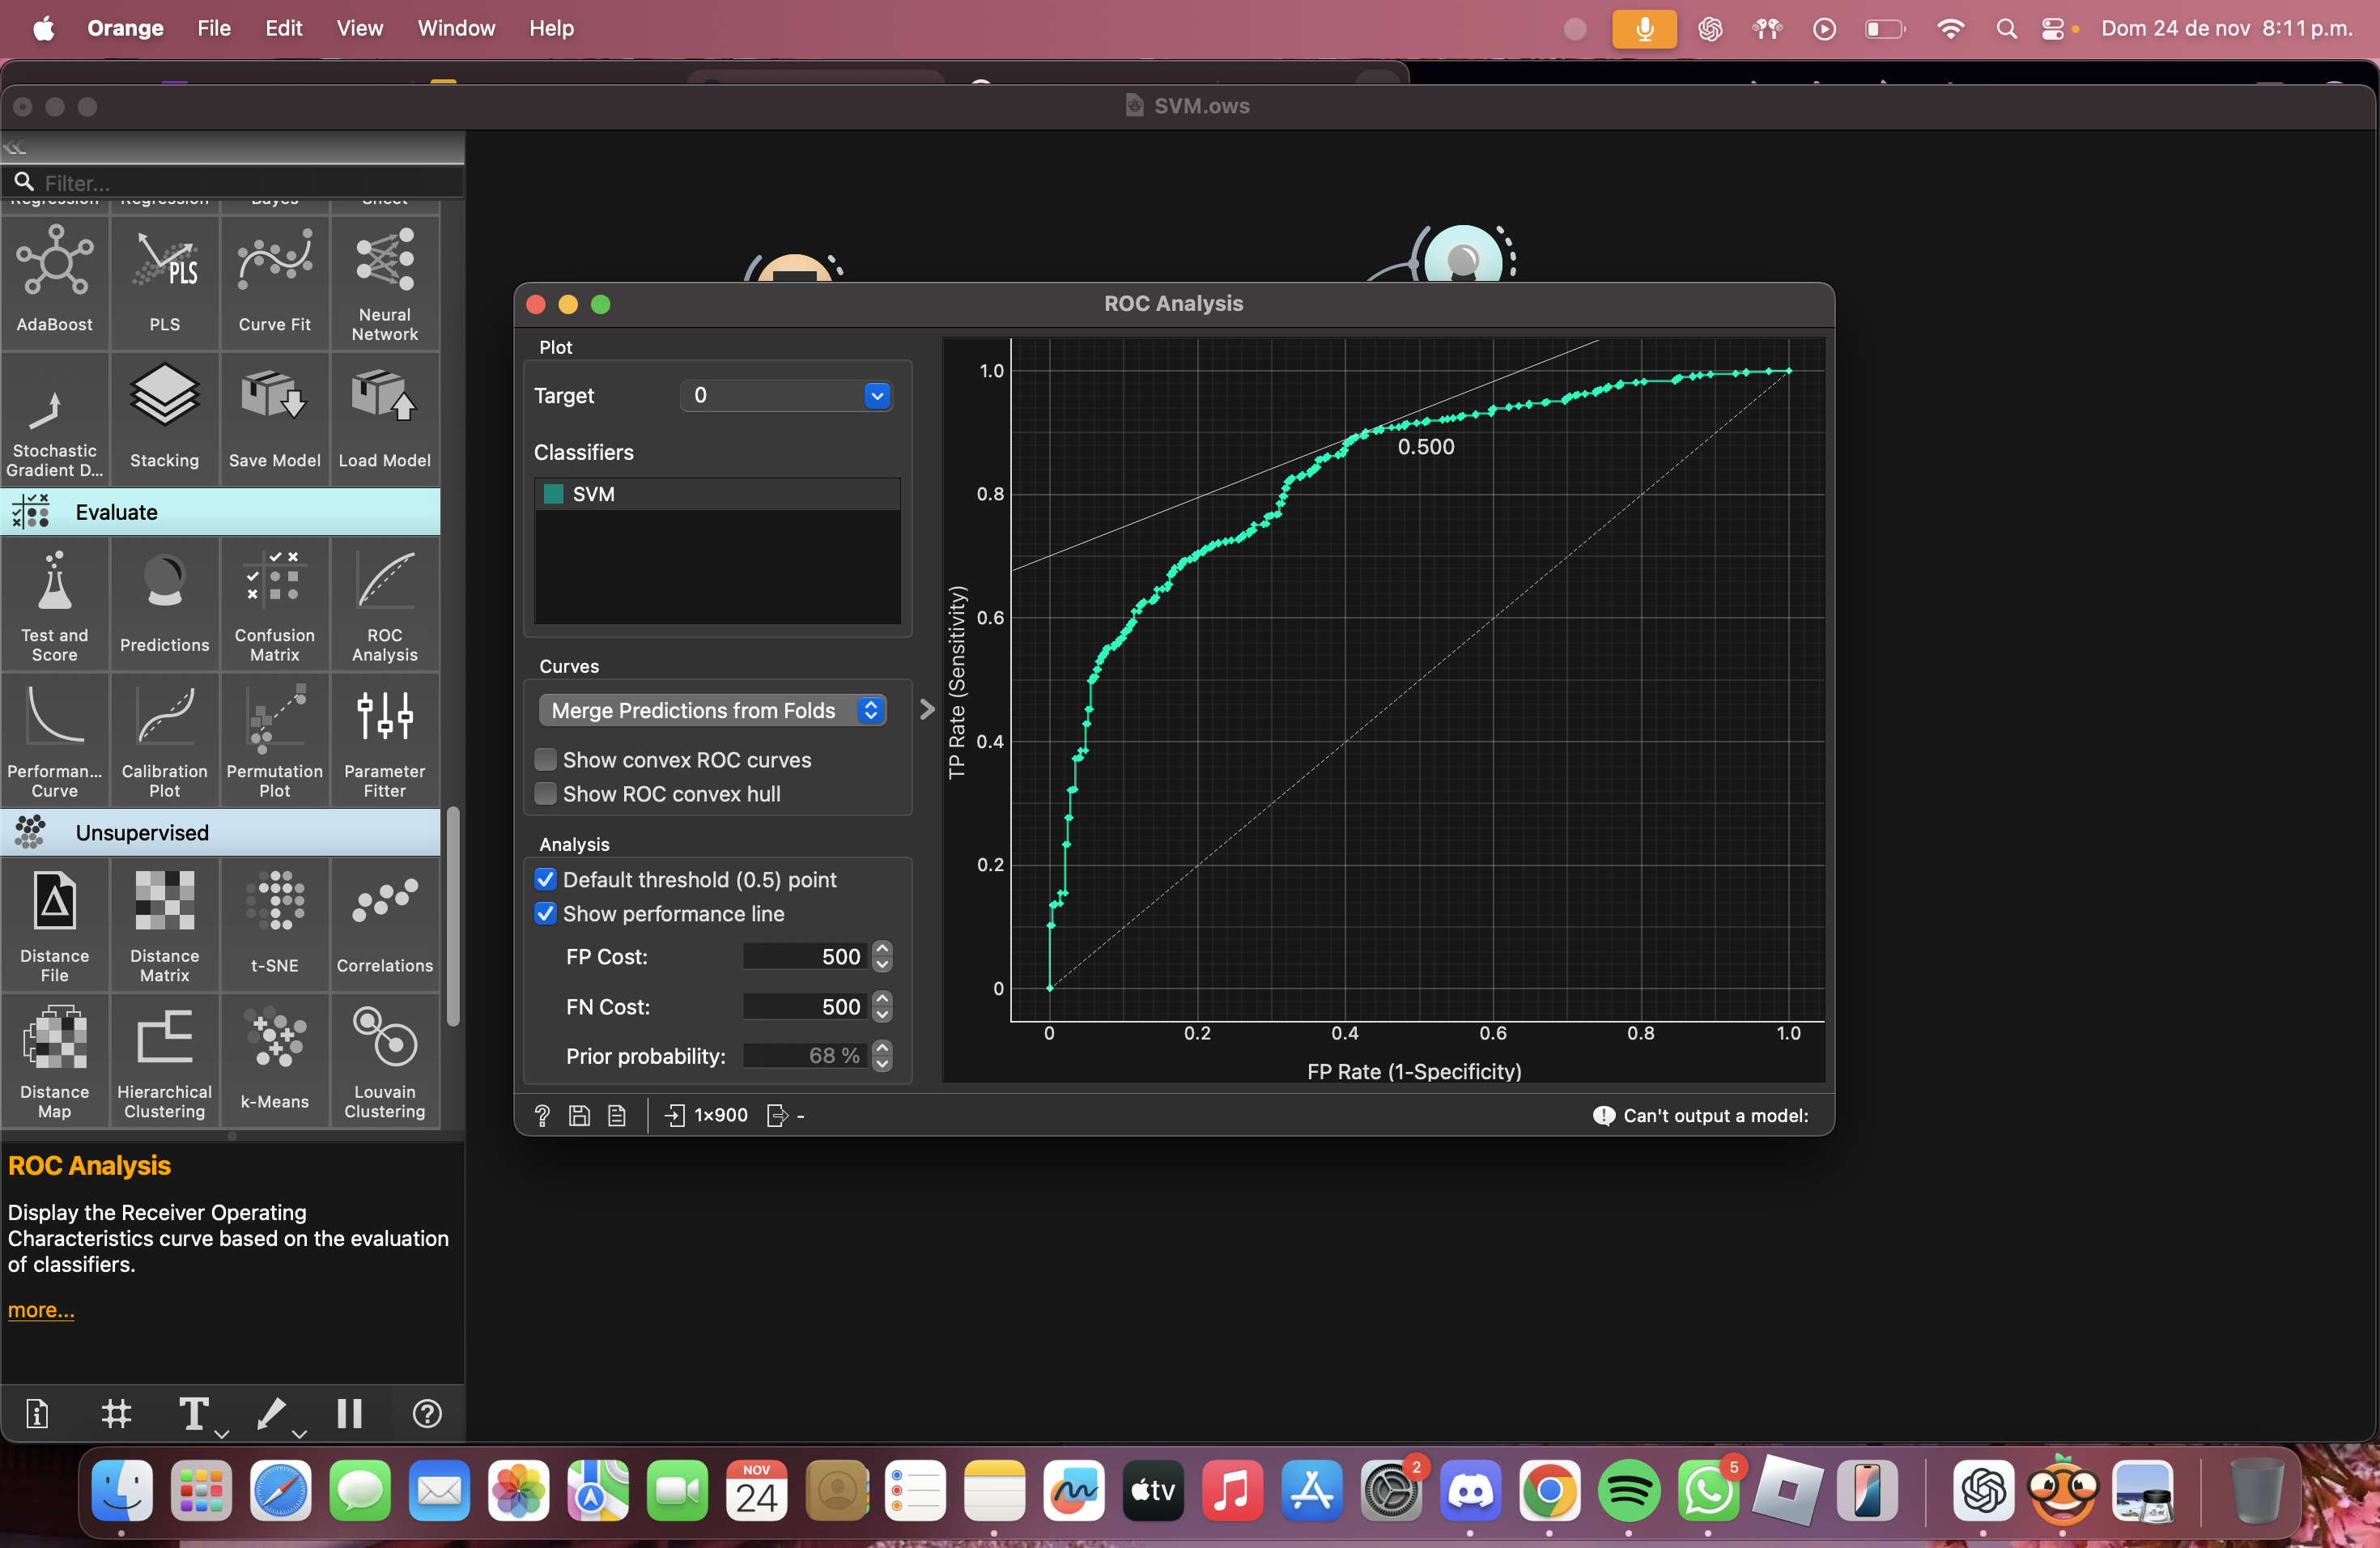 Orange File Edit View Window Help
Dom 24 de nov 8:11 p.m.
SVM.ows
Filter...
Regression Regression Bayes Sheet
AdaBoost PLS Curve Fit Neural Network
PLS
Stochastic Gradient D... Stacking Save Model Load Model
Evaluate
Test and Score Predictions Confusion Matrix ROC Analysis
Performan... Curve Calibration Plot Permutation Plot Parameter Fitter
Unsupervised
Distance File Distance Matrix t-SNE Correlations
Distance Map Hierarchical Clustering k-Means Louvain Clustering
ROC Analysis
Display the Receiver Operating
Characteristics curve based on the evaluation
of classifiers.
more...
ROC Analysis
Plot
Target 0
Classifiers
SVM
Curves
Merge Predictions from Folds
Show convex ROC curves
Show ROC convex hull
Analysis
Default threshold (0.5) point
Show performance line
FP Cost: 500
FN Cost: 500
Prior probability: 68 %
TP Rate (Sensitivity)
1.0
0.8
0.6
0.4
0.2
0
0.500
0 0.2 0.4 0.6 0.8 1.0
FP Rate (1-Specificity)
1×900 -
Can't output a model:
NOV
24
tv
2
5